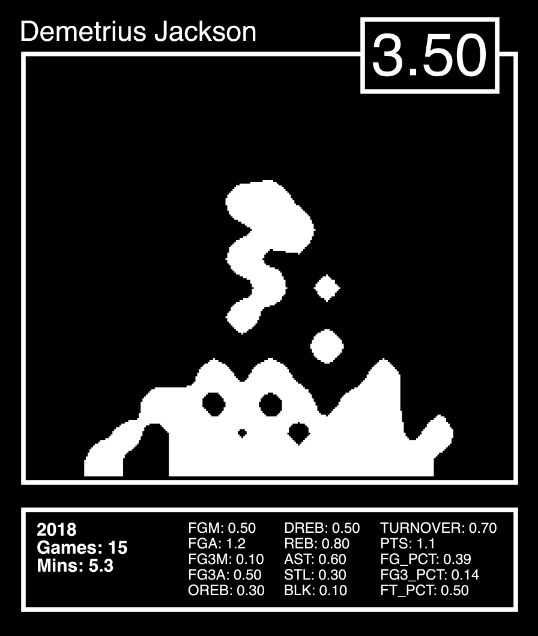 Demetrius Jackson
3.50
2018
Games: 15
Mins: 5.3
FGM: 0.50
FGA: 1.2
FG3M: 0.10
FG3A: 0.50
OREB: 0.30
DREB: 0.50
REB: 0.80
AST: 0.60
STL: 0.30
BLK: 0.10
TURNOVER: 0.70
PTS: 1.1
FG_PCT: 0.39
FG3_PCT: 0.14
FT_PCT: 0.50